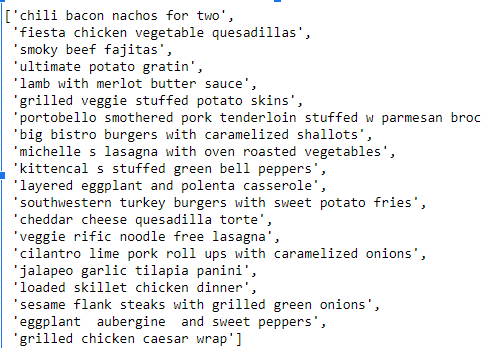 ['chili bacon nachos for two',
'fiesta chicken vegetable quesadillas',
'smoky beef fajitas',
'ultimate potato gratin',
'lamb with merlot butter sauce',
'grilled veggie stuffed potato skins',
'portobello smothered pork tenderloin stuffed w parmesan broc
'big bistro burgers with caramelized shallots',
'michelle s lasagna with oven roasted vegetables',
'kittencal s stuffed green bell peppers',
'layered eggplant and polenta casserole',
'southwestern turkey burgers with sweet potato fries',
'cheddar cheese quesadilla torte',
'veggie rific noodle free lasagna',
'cilantro lime pork roll ups with caramelized onions',
'jalapeo garlic tilapia panini',
'loaded skillet chicken dinner',
'sesame flank steaks with grilled green onions',
'eggplant  aubergine  and sweet peppers',
'grilled chicken caesar wrap']